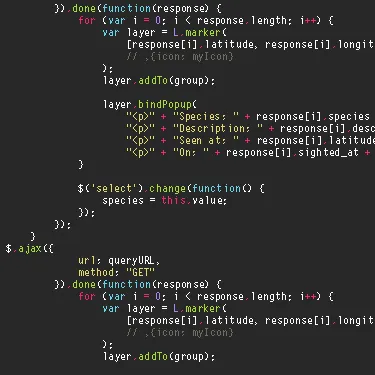 }).done(function(response) {
for (var i = 0; i < response.length; i++) {
var layer = L.marker(
[response[i].latitude, response[i].longit
// ,{icon: myIcon}
);
layer.addTo(group);
layer.bindPopup(
"<p>" + "Species: " + response[i].species
"<p>" + "Description: " + response[i].desc
"<p>" + "Seen at: " + response[i].latitud
"<p>" + "On: " + response[i].sighted_at +
}
$('select').change(function() {
species = this.value;
});
});
}
$.ajax({
url: queryURL,
method: "GET"
}).done(function(response) {
for (var i = 0; i < response.length; i++) {
var layer = L.marker(
[response[i].latitude, response[i].longit
// ,{icon: myIcon}
);
layer.addTo(group);